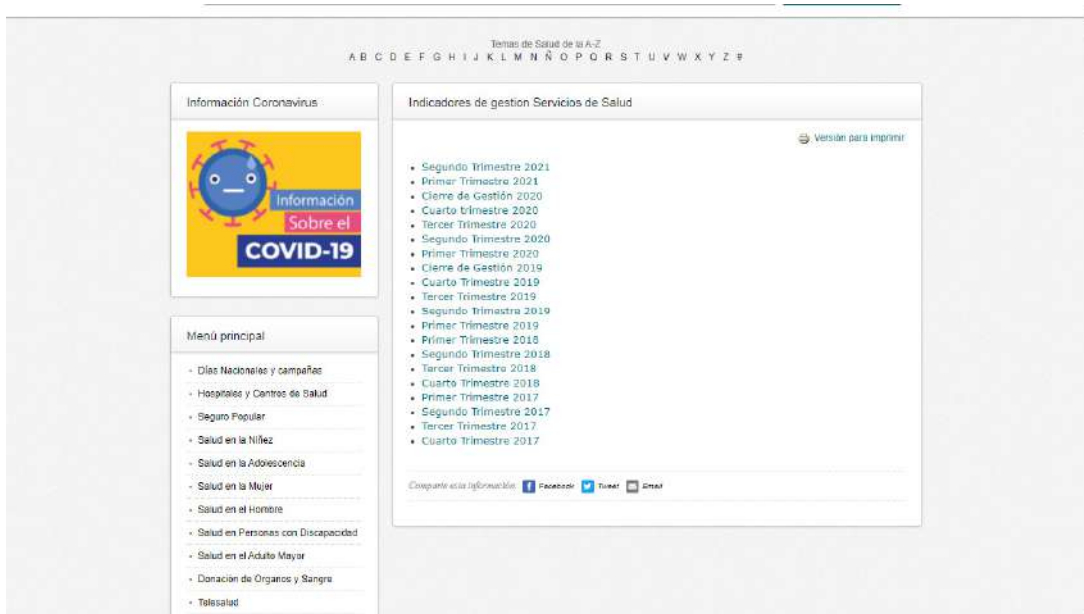 Temas de Salud de la A-Z
A B C D E F G H I J K L M N Ñ O P Q R S T U V W X Y Z #
Información Coronavirus
Información
Sobre el
COVID-19
Menú principal
Días Nacionales y campañas
Hospitales y Centros de Salud
Seguro Popular
Salud en la Niñez
Salud en la Adolescencia
Salud en la Mujer
Salud en el Hombre
Salud en Personas con Discapacidad
Salud en el Adulto Mayor
Donación de Organos y Sangre
Telesalud
Indicadores de gestion Servicios de Salud
Versión para imprimir
Segundo Trimestre 2021
Primer Trimestre 2021
Cierre de Gestión 2020
Cuarto trimestre 2020
Tercer Trimestre 2020
Segundo Trimestre 2020
Primer Trimestre 2020
Cierre de Gestión 2019
Cuarto Trimestre 2019
Tercer Trimestre 2019
Segundo Trimestre 2019
Primer Trimestre 2019
Primer Trimestre 2018
Segundo Trimestre 2018
Tercer Trimestre 2018
Cuarto Trimestre 2018
Primer Trimestre 2017
Segundo Trimestre 2017
Tercer Trimestre 2017
Cuarto Trimestre 2017
Comparte esta información Facebook Tweet Email